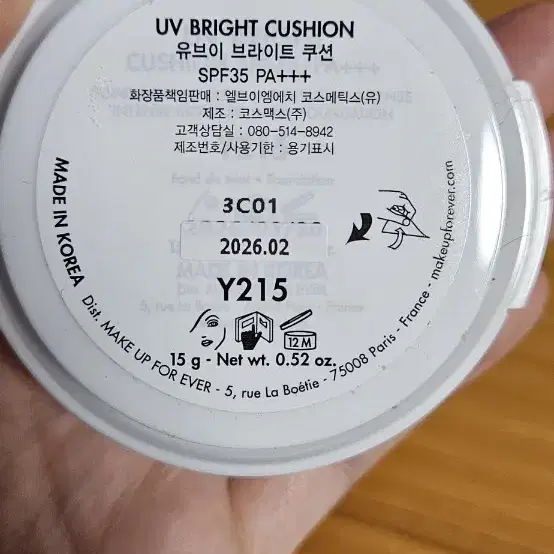 UV BRIGHT CUSHION
유브이 브라이트 쿠션
SPF35 PA+++
화장품책임판매 : 엘브이엠에치 코스메틱스(유)
제조 : 코스맥스(주)
고객상담실 : 080-514-8942
제조번호/사용기한 : 용기표시
3C01
2026.02
Y215
12 M
15 g - Net wt. 0.52 oz.
MADE IN KOREA
Dist. MAKE UP FOR EVER - 5, rue La Boétie - 75008 Paris - France - makeupforever.com